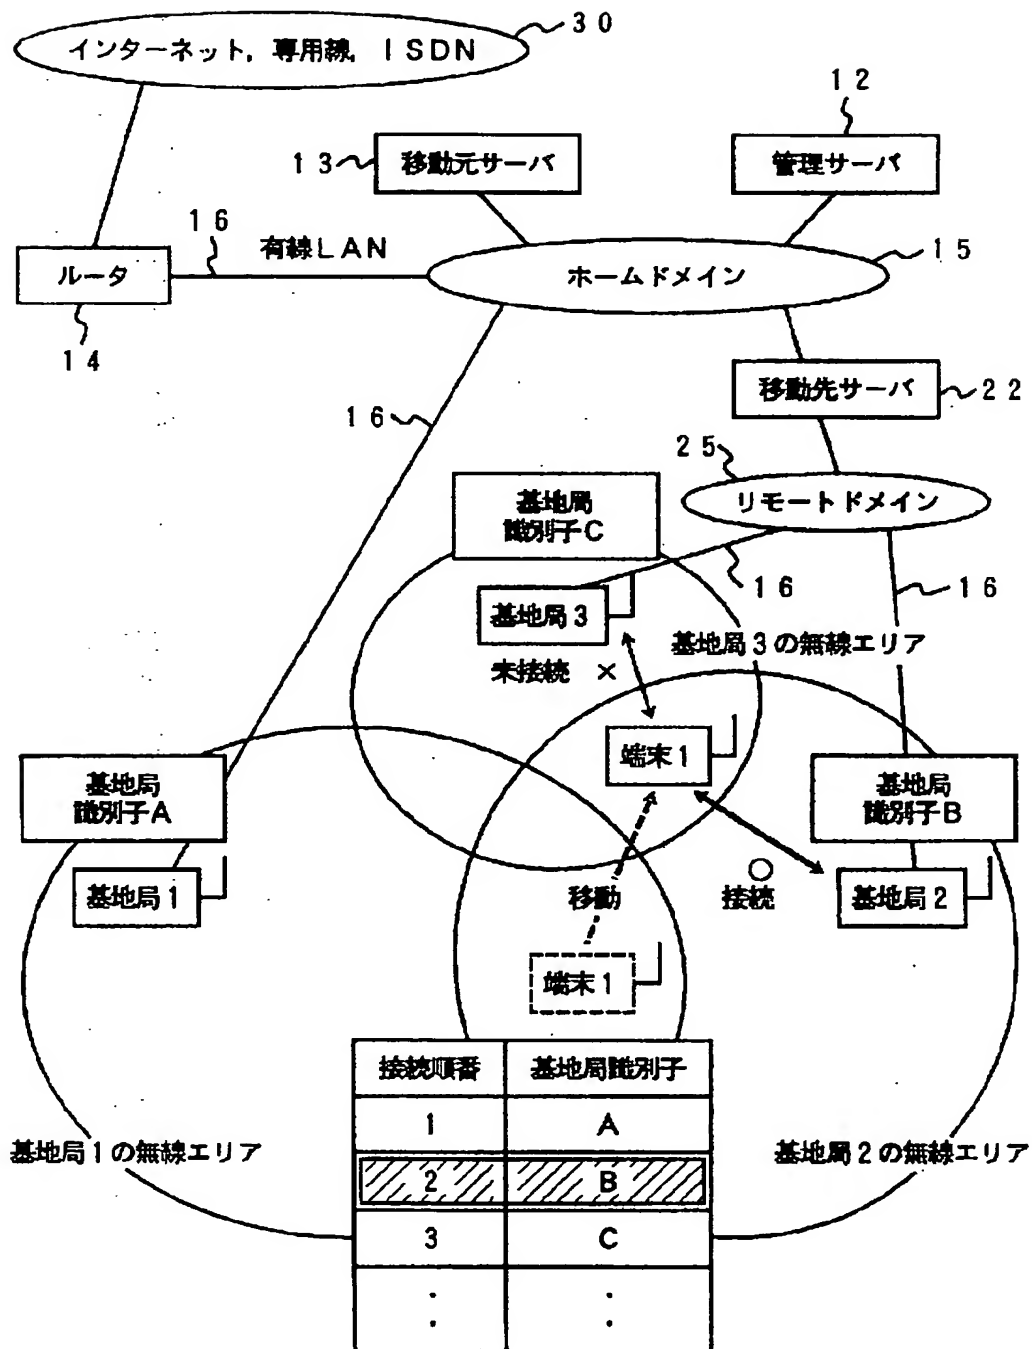 インターネット, 専用線, ISDN
30
12
13
移動元サーバ
管理サーバ
16
有線LAN
ルータ
14
ホームドメイン
15
16
移動先サーバ
22
25
リモートドメイン
基地局
識別子C
基地局3
16
16
基地局3の無線エリア
未接続 ×
端末1
基地局
識別子A
基地局
識別子B
基地局1
移動
接続
基地局2
端末1
接続順番 基地局識別子
1 A
2 B
3 C
基地局1の無線エリア
基地局2の無線エリア